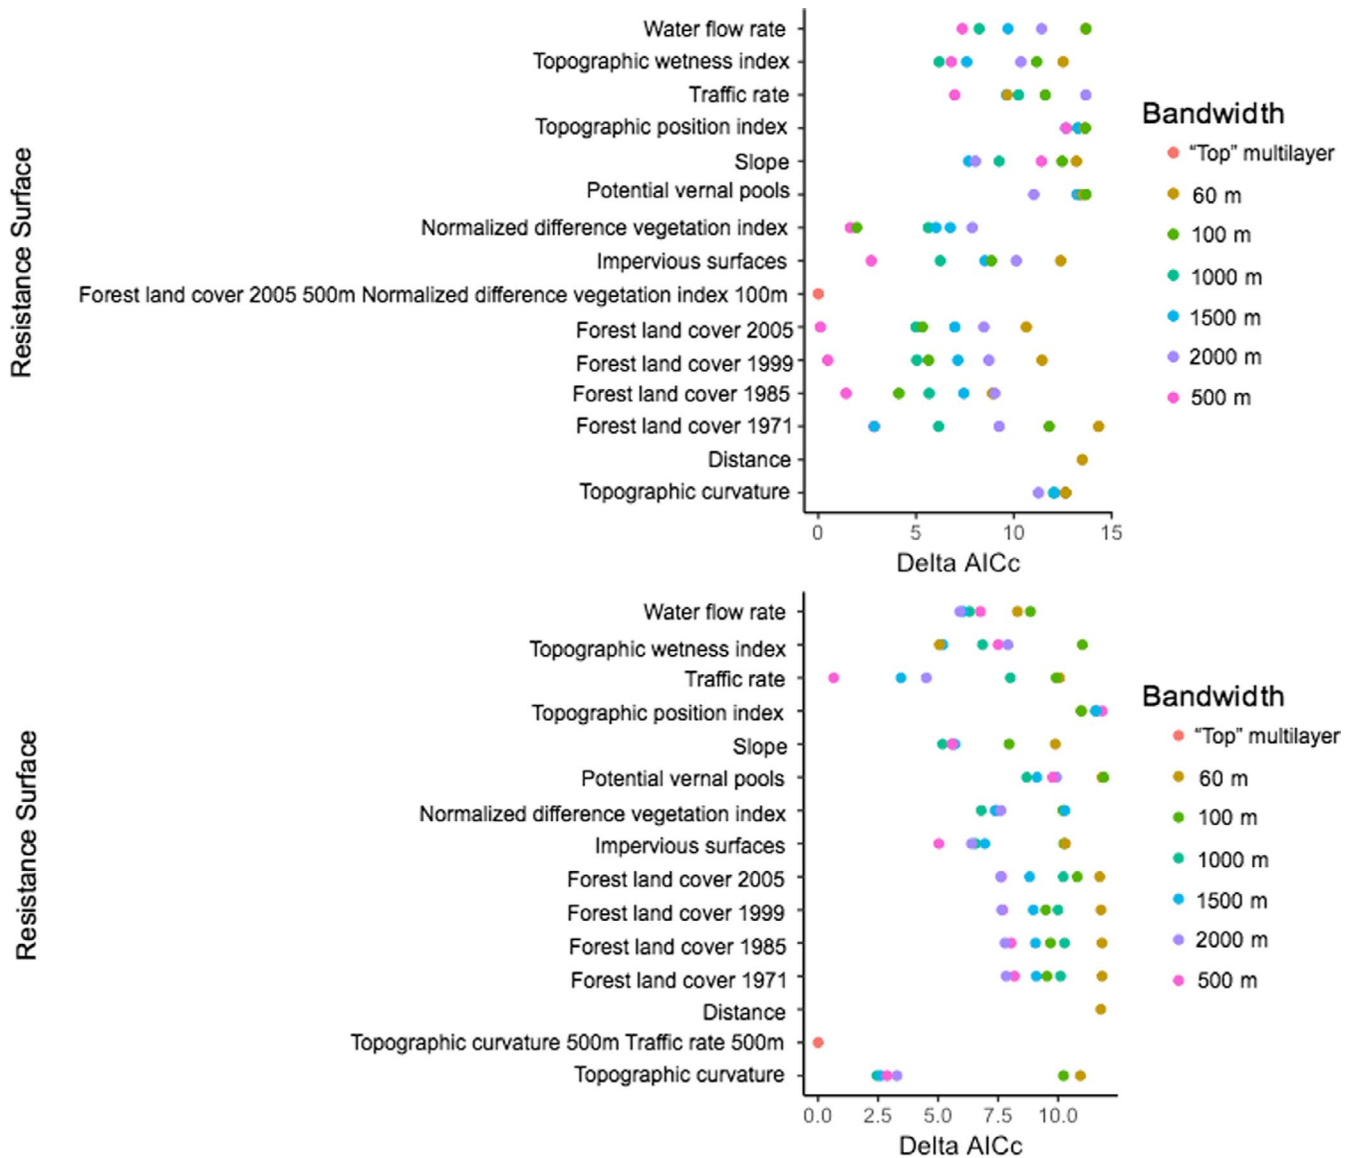 Resistance Surface
Water flow rate
Topographic wetness index
Traffic rate
Topographic position index
Slope
Potential vernal pools
Normalized difference vegetation index
Impervious surfaces
Forest land cover 2005 500m Normalized difference vegetation index 100m
Forest land cover 2005
Forest land cover 1999
Forest land cover 1985
Forest land cover 1971
Distance
Topographic curvature
0 5 10 15
Delta AICc
Bandwidth
“Top” multilayer
60 m
100 m
1000 m
1500 m
2000 m
500 m
Resistance Surface
Water flow rate
Topographic wetness index
Traffic rate
Topographic position index
Slope
Potential vernal pools
Normalized difference vegetation index
Impervious surfaces
Forest land cover 2005
Forest land cover 1999
Forest land cover 1985
Forest land cover 1971
Distance
Topographic curvature 500m Traffic rate 500m
Topographic curvature
0.0 2.5 5.0 7.5 10.0
Delta AICc
Bandwidth
“Top” multilayer
60 m
100 m
1000 m
1500 m
2000 m
500 m